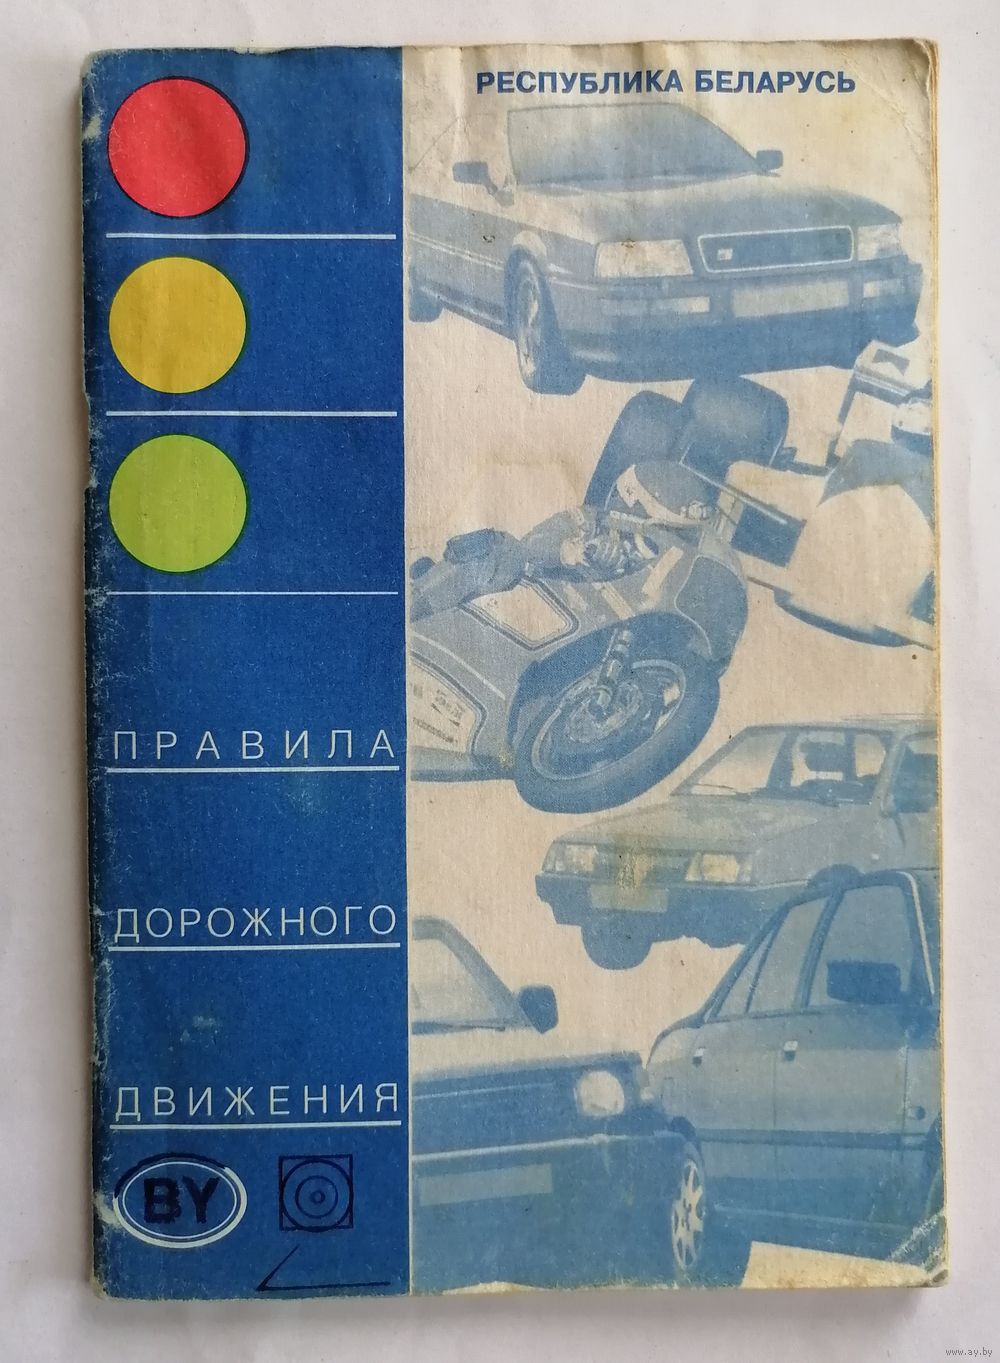 РЕСПУБЛИКА БЕЛАРУСЬ
ПРАВИЛА
ДОРОЖНОГО
ДВИЖЕНИЯ
BY
www.ay.by